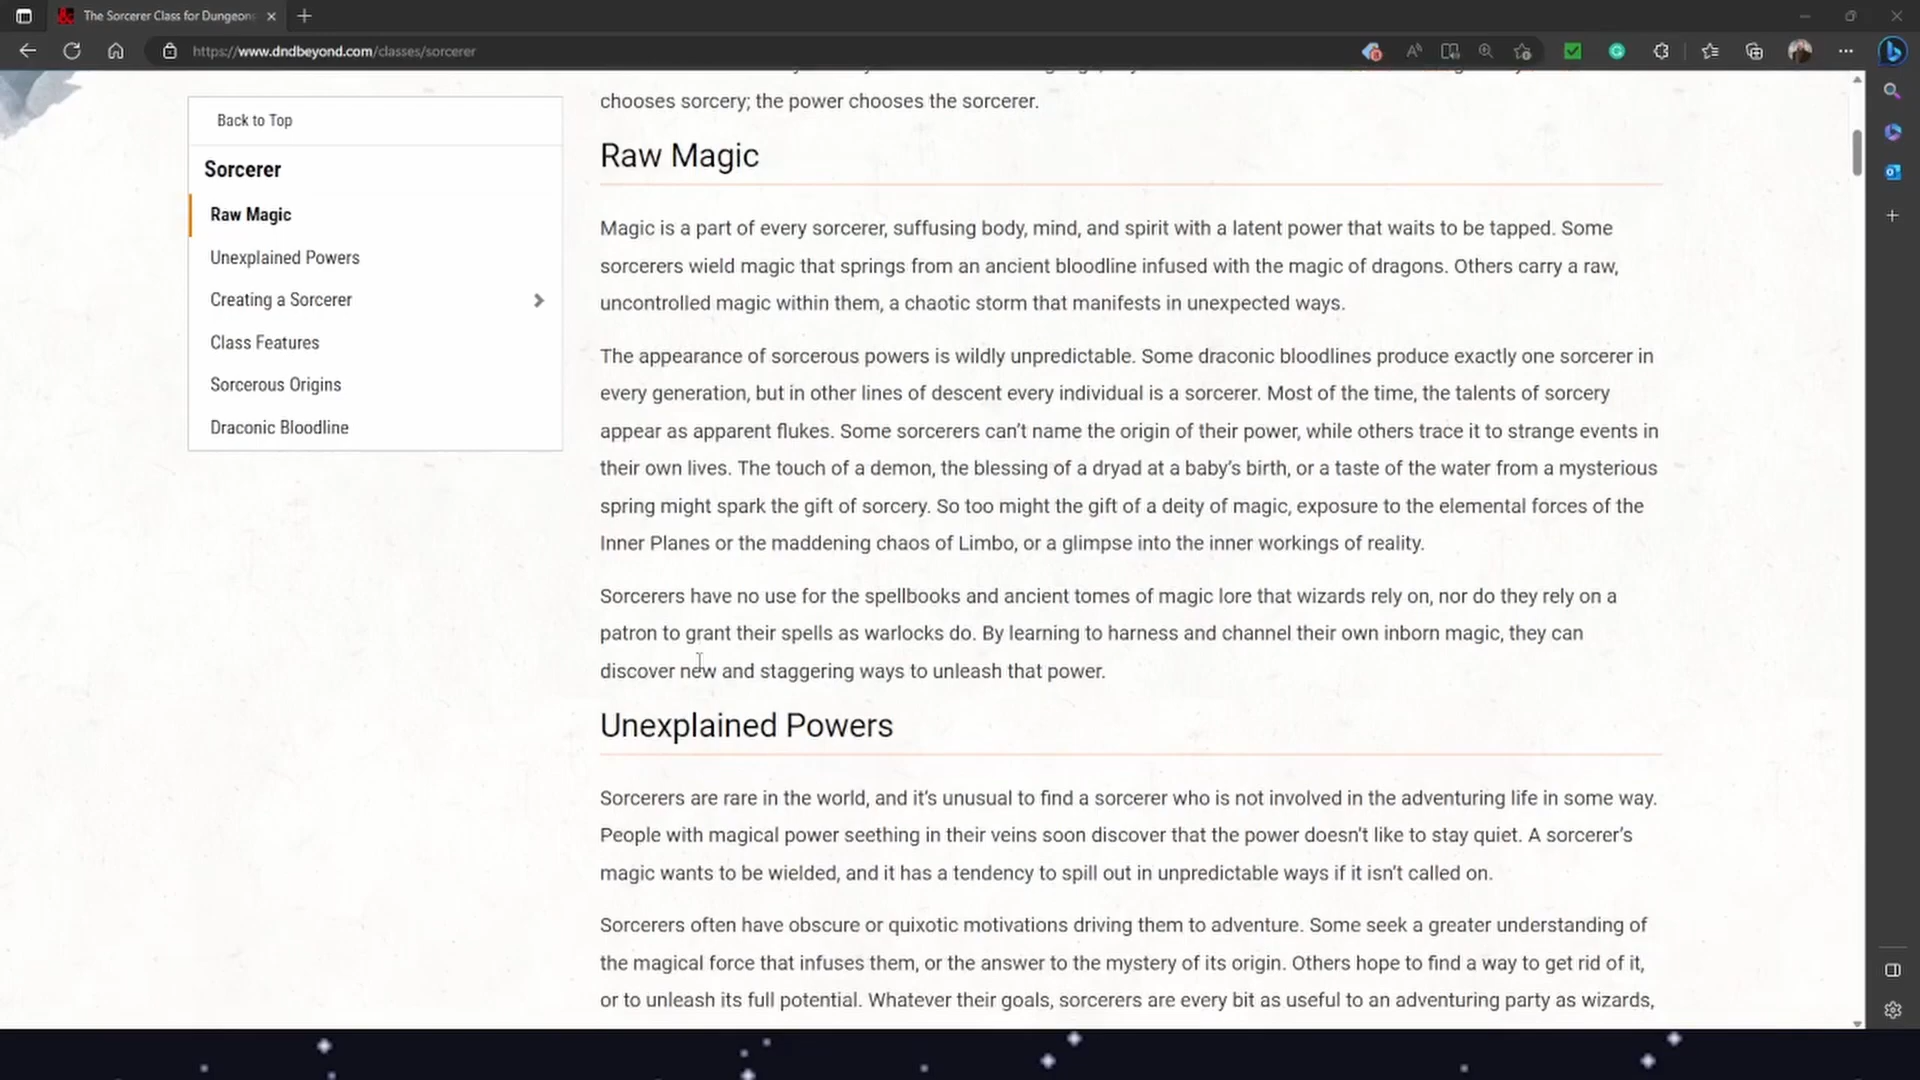 The Sorcerer Class for Dungeons
https://www.dndbeyond.com/classes/sorcerer
Back to Top
Sorcerer
Raw Magic
Unexplained Powers
Creating a Sorcerer
Class Features
Sorcerous Origins
Draconic Bloodline
chooses sorcery; the power chooses the sorcerer.
Raw Magic
Magic is a part of every sorcerer, suffusing body, mind, and spirit with a latent power that waits to be tapped. Some
sorcerers wield magic that springs from an ancient bloodline infused with the magic of dragons. Others carry a raw,
uncontrolled magic within them, a chaotic storm that manifests in unexpected ways.
The appearance of sorcerous powers is wildly unpredictable. Some draconic bloodlines produce exactly one sorcerer in
every generation, but in other lines of descent every individual is a sorcerer. Most of the time, the talents of sorcery
appear as apparent flukes. Some sorcerers can’t name the origin of their power, while others trace it to strange events in
their own lives. The touch of a demon, the blessing of a dryad at a baby’s birth, or a taste of the water from a mysterious
spring might spark the gift of sorcery. So too might the gift of a deity of magic, exposure to the elemental forces of the
Inner Planes or the maddening chaos of Limbo, or a glimpse into the inner workings of reality.
Sorcerers have no use for the spellbooks and ancient tomes of magic lore that wizards rely on, nor do they rely on a
patron to grant their spells as warlocks do. By learning to harness and channel their own inborn magic, they can
discover new and staggering ways to unleash that power.
Unexplained Powers
Sorcerers are rare in the world, and it’s unusual to find a sorcerer who is not involved in the adventuring life in some way.
People with magical power seething in their veins soon discover that the power doesn’t like to stay quiet. A sorcerer’s
magic wants to be wielded, and it has a tendency to spill out in unpredictable ways if it isn’t called on.
Sorcerers often have obscure or quixotic motivations driving them to adventure. Some seek a greater understanding of
the magical force that infuses them, or the answer to the mystery of its origin. Others hope to find a way to get rid of it,
or to unleash its full potential. Whatever their goals, sorcerers are every bit as useful to an adventuring party as wizards,